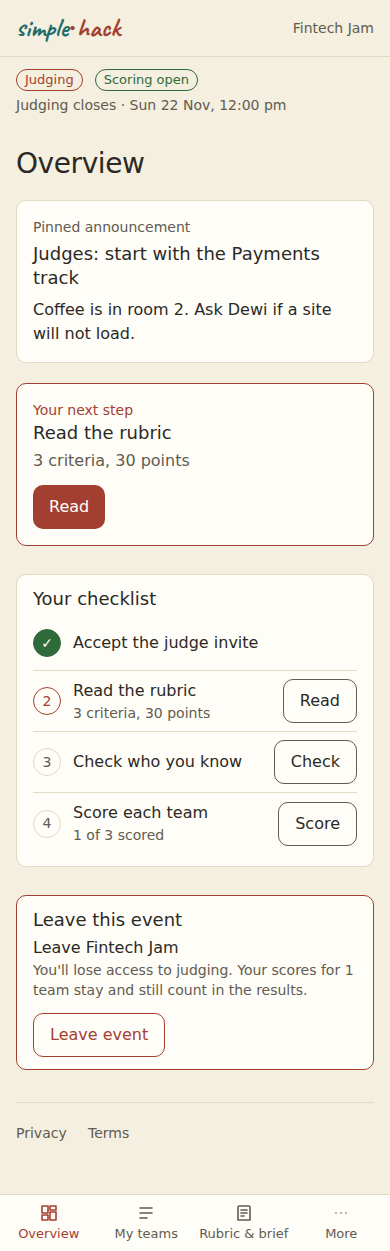 simple·hack
Fintech Jam
Judging
Scoring open
Judging closes · Sun 22 Nov, 12:00 pm
Overview
Pinned announcement
Judges: start with the Payments
track
Coffee is in room 2. Ask Dewi if a site
will not load.
Your next step
Read the rubric
3 criteria, 30 points
Read
Your checklist
✓ Accept the judge invite
2 Read the rubric
3 criteria, 30 points
Read
3 Check who you know
Check
4 Score each team
1 of 3 scored
Score
Leave this event
Leave Fintech Jam
You'll lose access to judging. Your scores for 1
team stay and still count in the results.
Leave event
Privacy Terms
Overview
My teams
Rubric & brief
More